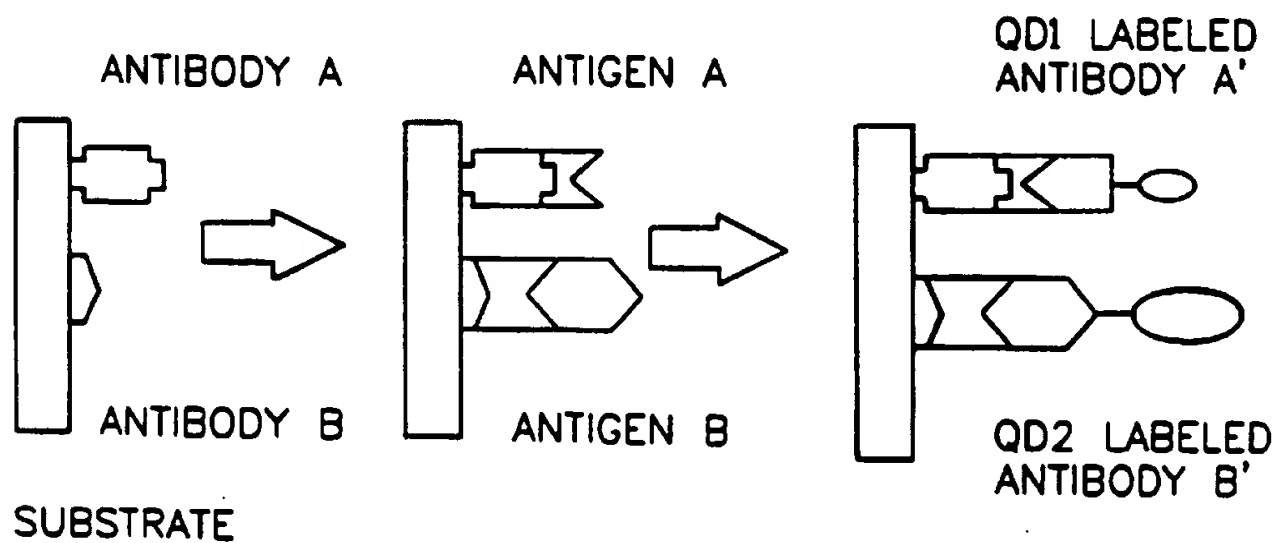 ANTIBODY A
ANTIGEN A
QD1 LABELED
ANTIBODY A'
ANTIBODY B
ANTIGEN B
QD2 LABELED
ANTIBODY B'
SUBSTRATE